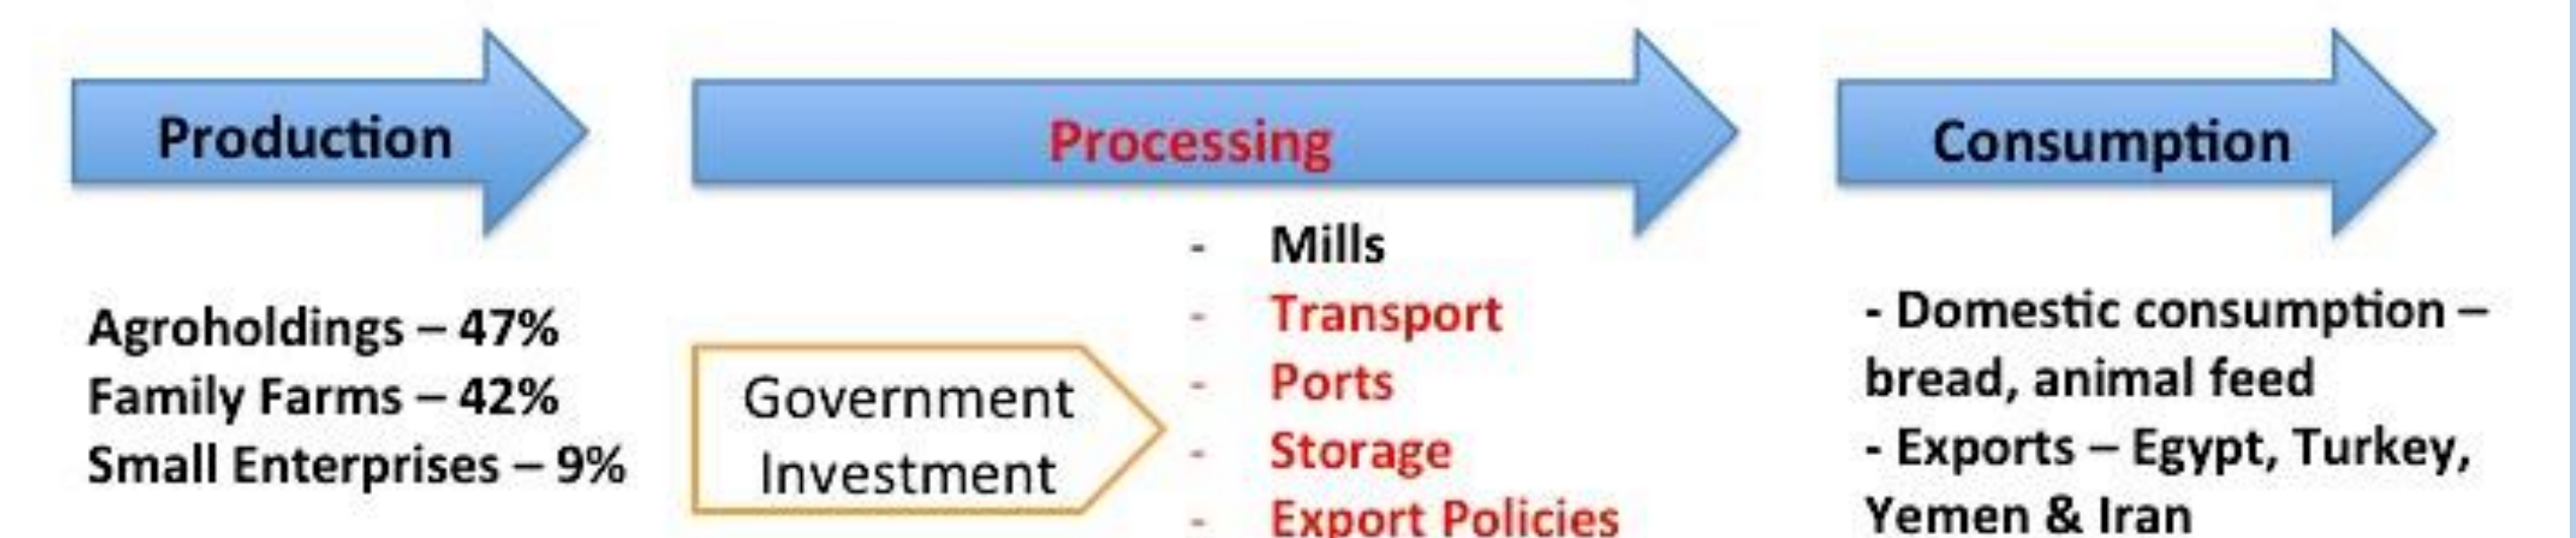 Production
Processing
Consumption
Agroholdings – 47%
Family Farms – 42%
Small Enterprises – 9%
Government
Investment
- Mills
- Transport
- Ports
- Storage
- Export Policies
- Domestic consumption –
bread, animal feed
- Exports – Egypt, Turkey,
Yemen & Iran